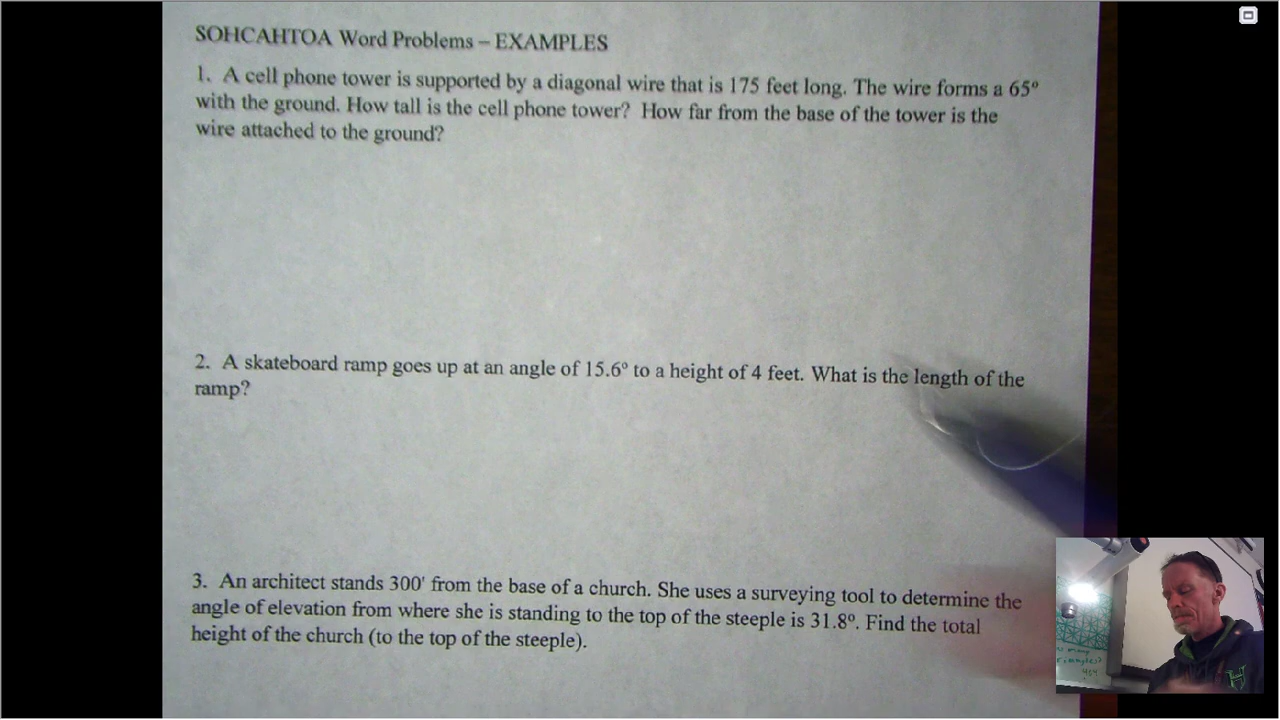 SOHCAHTOA Word Problems – EXAMPLES
1. A cell phone tower is supported by a diagonal wire that is 175 feet long. The wire forms a 65°
with the ground. How tall is the cell phone tower? How far from the base of the tower is the
wire attached to the ground?
2. A skateboard ramp goes up at an angle of 15.6° to a height of 4 feet. What is the length of the
ramp?
3. An architect stands 300' from the base of a church. She uses a surveying tool to determine the
angle of elevation from where she is standing to the top of the steeple is 31.8°. Find the total
height of the church (to the top of the steeple).
many